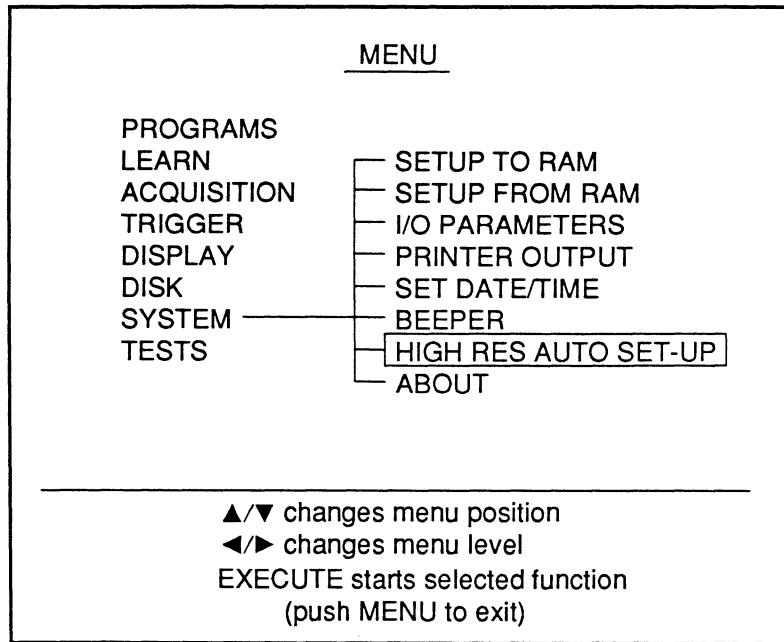 MENU
PROGRAMS
LEARN
SETUP TO RAM
ACQUISITION
SETUP FROM RAM
TRIGGER
I/O PARAMETERS
DISPLAY
PRINTER OUTPUT
DISK
SET DATE/TIME
SYSTEM
BEEPER
TESTS
HIGH RES AUTO SET-UP
ABOUT
▲/▼ changes menu position
◄/► changes menu level
EXECUTE starts selected function
(push MENU to exit)